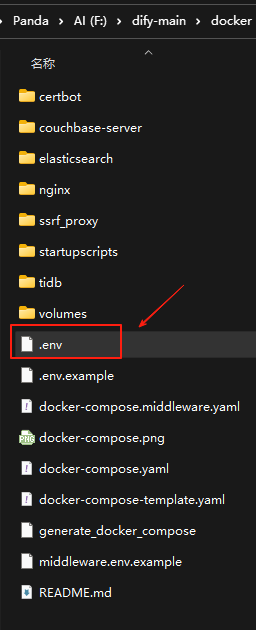 Panda › AI (F:) › dify-main › docker
名称
certbot
couchbase-server
elasticsearch
nginx
ssrf_proxy
startupscripts
tidb
volumes
.env
.env.example
docker-compose.middleware.yaml
docker-compose.png
docker-compose.yaml
docker-compose-template.yaml
generate_docker_compose
middleware.env.example
README.md